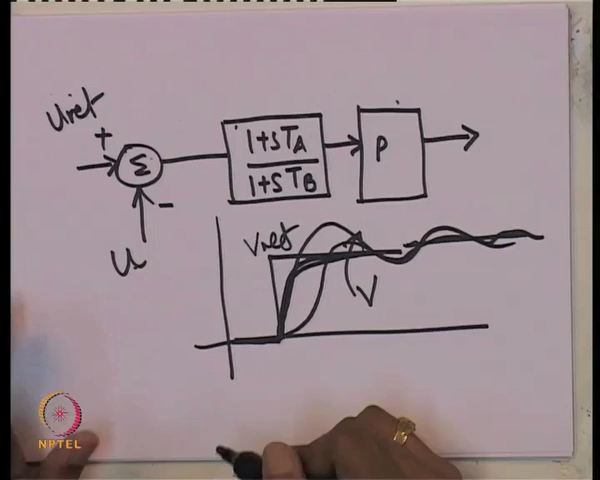 Vref
+
Σ
1+STA
1+STB
P
-
V
Vref
V
NPTEL